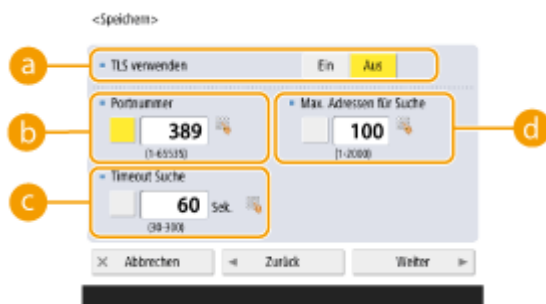 <Speichern>
a
TLS verwenden Ein Aus
b
Portnummer
389
(1-65535)
Max. Adressen für Suche
100
(1-2000)
d
c
Timeout Suche
60 Sek.
(30-300)
Abbrechen Zurück Weiter